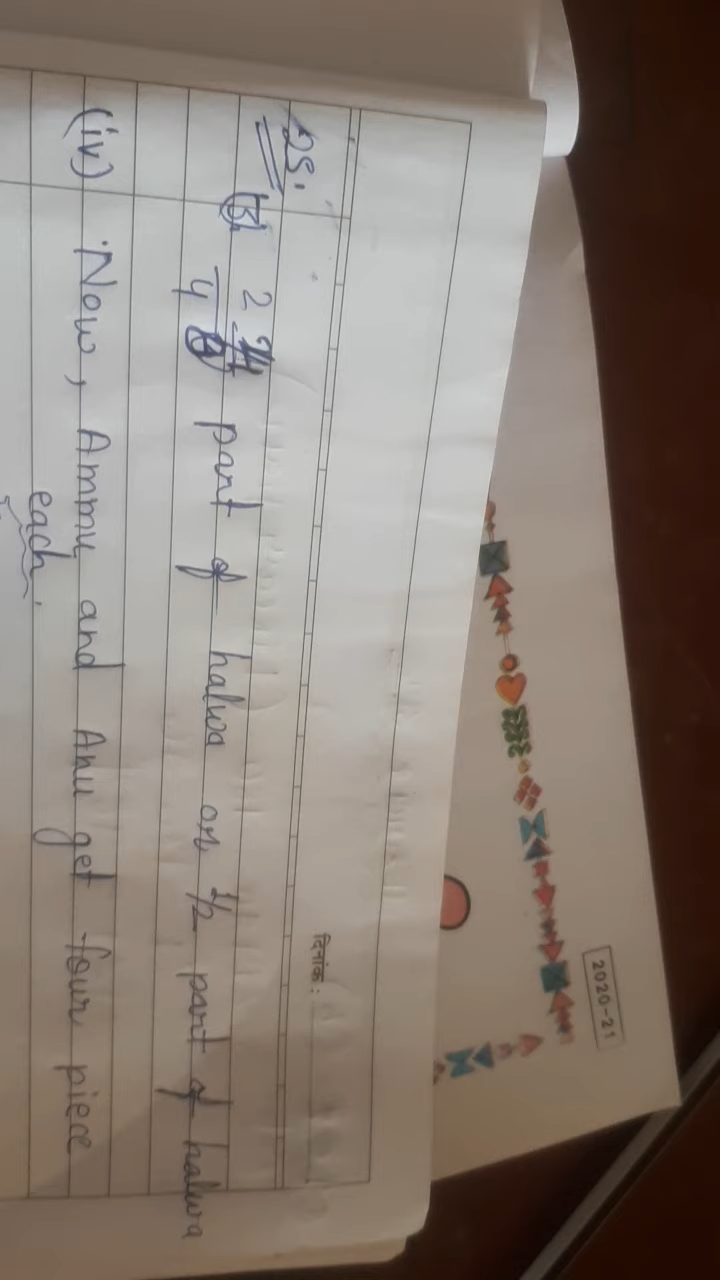 2020-21
दिनांक:
25.
2/4 part of halwa or 1/2 part of halwa
(iv) Now, Ammu and Anu get four piece
each.